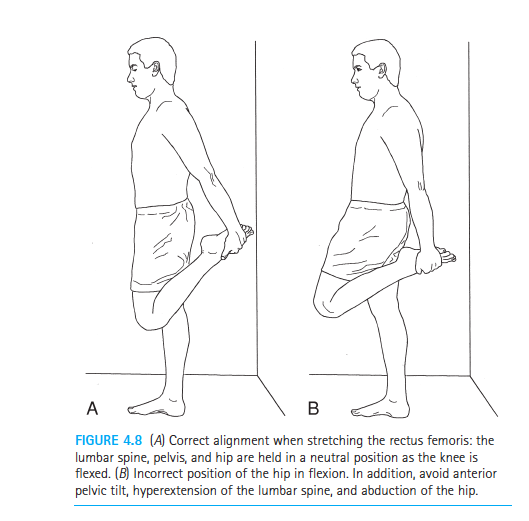 A
B
FIGURE 4.8 (A) Correct alignment when stretching the rectus femoris: the
lumbar spine, pelvis, and hip are held in a neutral position as the knee is
flexed. (B) Incorrect position of the hip in flexion. In addition, avoid anterior
pelvic tilt, hyperextension of the lumbar spine, and abduction of the hip.